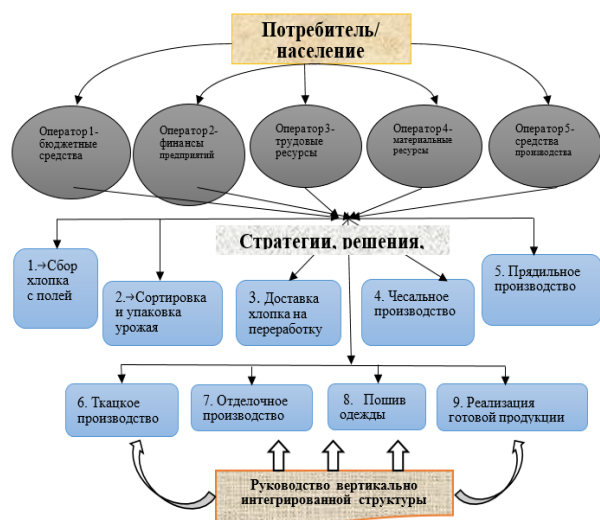 Потребитель/
население
Оператор 1-
бюджетные
средства
Оператор 2-
финансы
предприятий
Оператор 3-
трудовые
ресурсы
Оператор 4-
материальные
ресурсы
Оператор 5-
средства
производства
Стратегии, решения,
1.→Сбор
хлопка
с полей
2.→Сортировка
и упаковка
урожая
3. Доставка
хлопка на
переработку
4. Чесальное
производство
5. Прядильное
производство
6. Ткацкое
производство
7. Отделочное
производство
8. Пошив
одежды
9. Реализация
готовой продукции
Руководство вертикально
интегрированной структуры